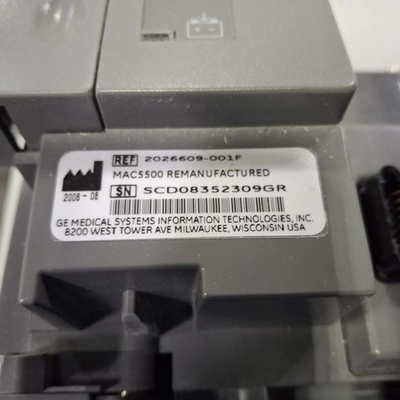 REF 2026609-001F
MAC5500 REMANUFACTURED
SN SCD08352309GR
2008-08
GE MEDICAL SYSTEMS INFORMATION TECHNOLOGIES, INC.
8200 WEST TOWER AVE MILWAUKEE, WISCONSIN USA